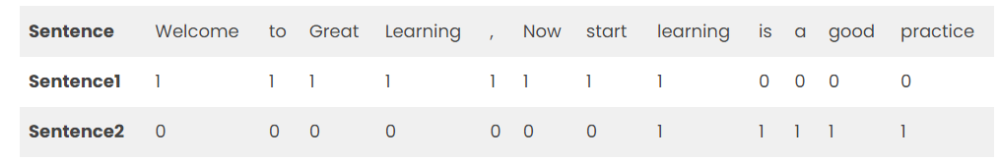 Sentence Welcome to Great Learning , Now start learning is a good practice
Sentence1 1 1 1 1 1 1 1 1 0 0 0 0
Sentence2 0 0 0 0 0 0 0 1 1 1 1 1